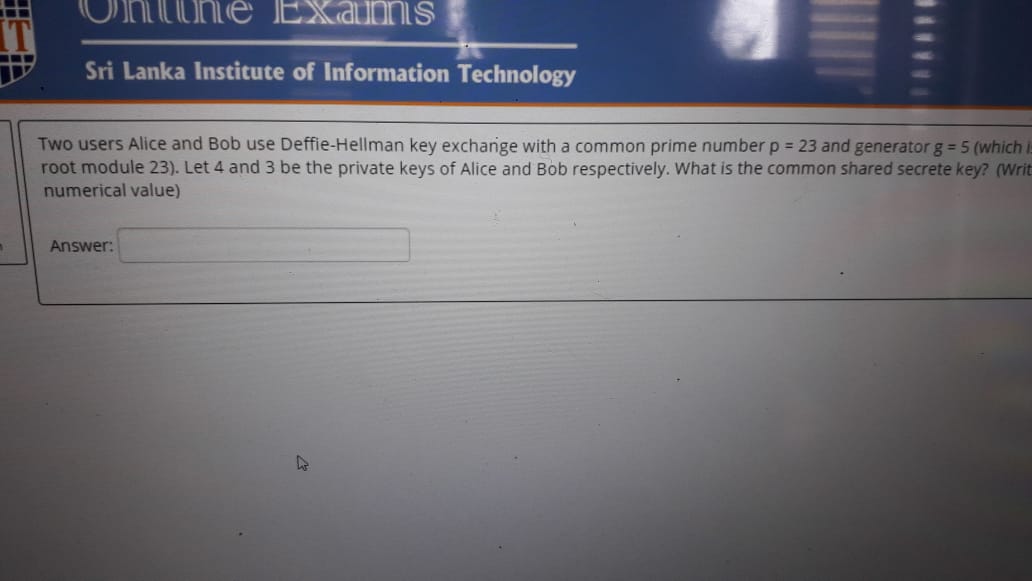 IT
Online Exams
Sri Lanka Institute of Information Technology
Two users Alice and Bob use Deffie-Hellman key exchange with a common prime number p = 23 and generator g = 5 (which
root module 23). Let 4 and 3 be the private keys of Alice and Bob respectively. What is the common shared secrete key? (Writ
numerical value)
Answer: